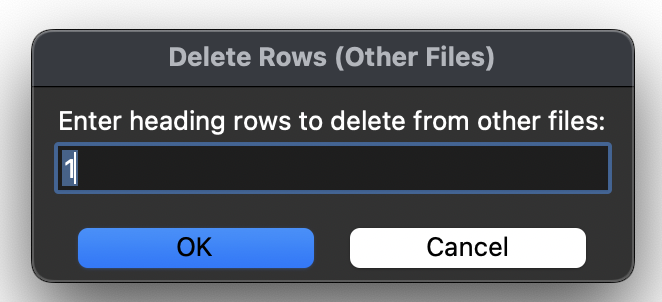 Delete Rows (Other Files)
Enter heading rows to delete from other files:
1
OK
Cancel